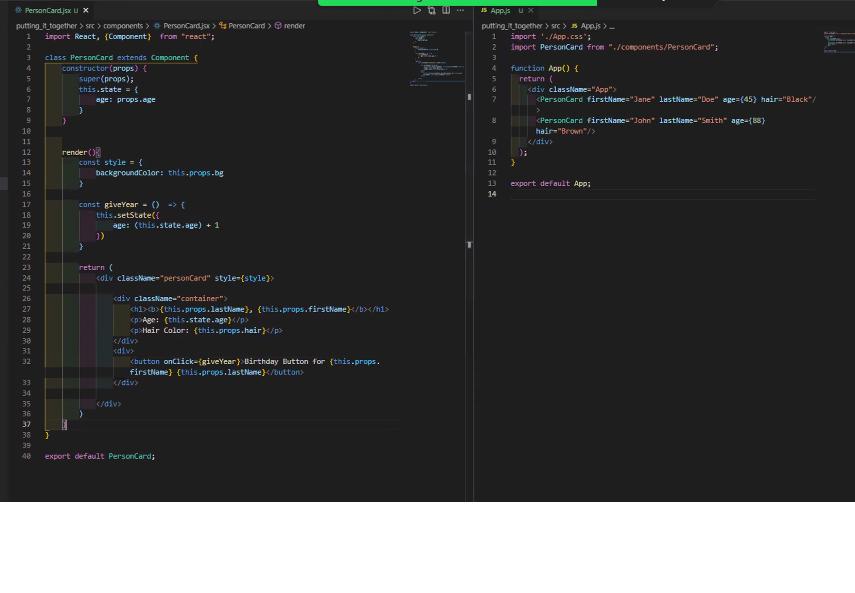 PersonCard.jsx U
putting_it_together > src > components > PersonCard.jsx > PersonCard > render
1 import React, {Component} from "react";
2
3 class PersonCard extends Component {
4 constructor(props) {
5 super(props);
6 this.state = {
7 age: props.age
8 }
9 }
10
11
12 render(){
13 const style = {
14 backgroundColor: this.props.bg
15 }
16
17 const giveYear = () => {
18 this.setState({
19 age: (this.state.age) + 1
20 })
21 }
22
23 return (
24 <div className="personCard" style={style}>
25
26 <div className="container">
27 <h1><b>{this.props.lastName}, {this.props.firstName}</b></h1>
28 <p>Age: {this.state.age}</p>
29 <p>Hair Color: {this.props.hair}</p>
30 </div>
31 <div>
32 <button onClick={giveYear}>Birthday Button for {this.props.
firstName} {this.props.lastName}</button>
33 </div>
34
35 </div>
36 )
37 }
38 }
39
40 export default PersonCard;
JS App.js U
putting_it_together > src > JS App.js > ...
1 import './App.css';
2 import PersonCard from "./components/PersonCard";
3
4 function App() {
5 return (
6 <div className="App">
7 <PersonCard firstName="Jane" lastName="Doe" age={45} hair="Black"/
>
8 <PersonCard firstName="John" lastName="Smith" age={88}
hair="Brown"/>
9 </div>
10 );
11 }
12
13 export default App;
14